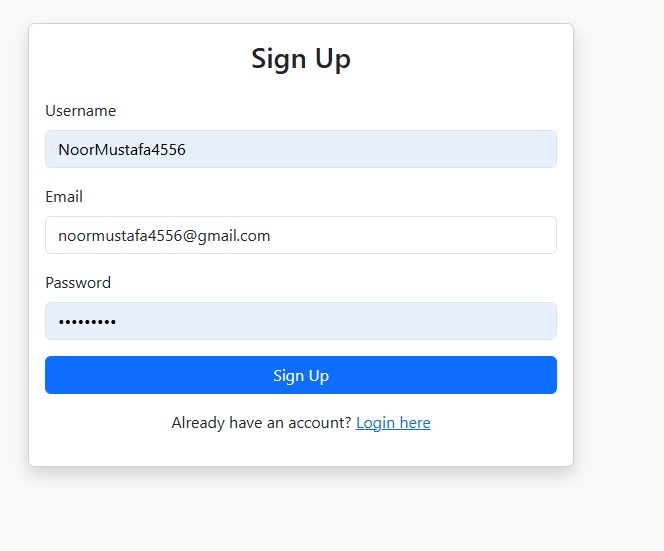 Sign Up
Username
NoorMustafa4556
Email
noormustafa4556@gmail.com
Password
•••••••••
Sign Up
Already have an account? Login here